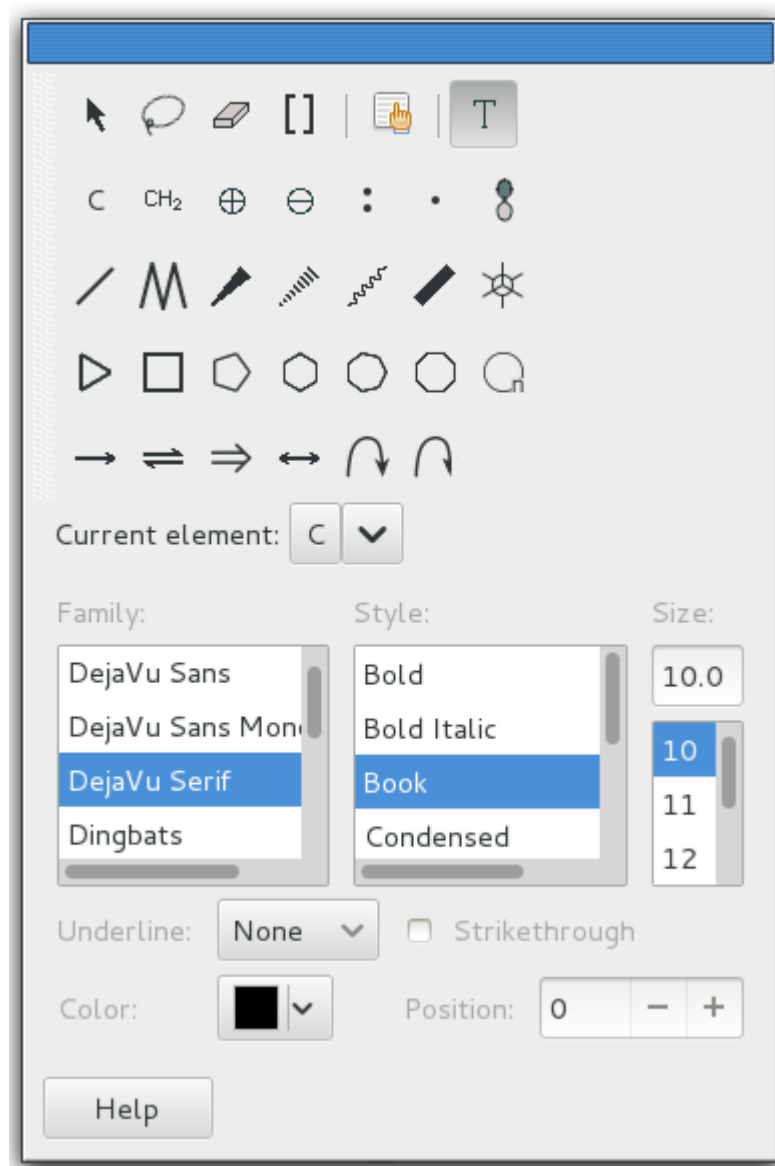 T
C CH₂
n
Current element: C
Family: Style: Size:
DejaVu Sans Bold 10.0
DejaVu Sans Mono Bold Italic 10
DejaVu Serif Book 11
Dingbats Condensed 12
Underline: None Strikethrough
Color: Position: 0 − +
Help